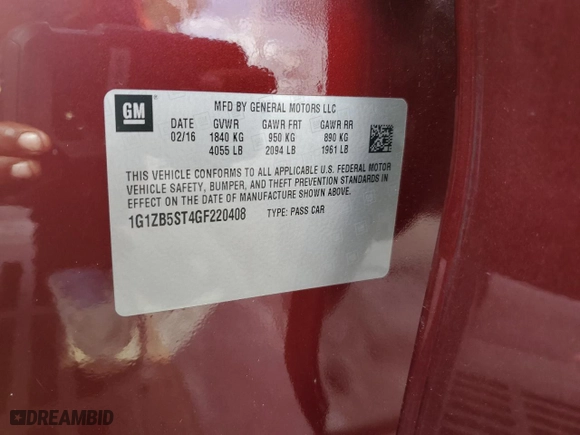 GM
MFD BY GENERAL MOTORS LLC
DATE GVWR GAWR FRT GAWR RR
02/16 1840 KG 950 KG 890 KG
4055 LB 2094 LB 1961 LB
THIS VEHICLE CONFORMS TO ALL APPLICABLE U.S. FEDERAL MOTOR
VEHICLE SAFETY, BUMPER, AND THEFT PREVENTION STANDARDS IN
EFFECT ON THE DATE OF MANUFACTURE SHOWN ABOVE.
1G1ZB5ST4GF220408 TYPE: PASS CAR
DREAMBID